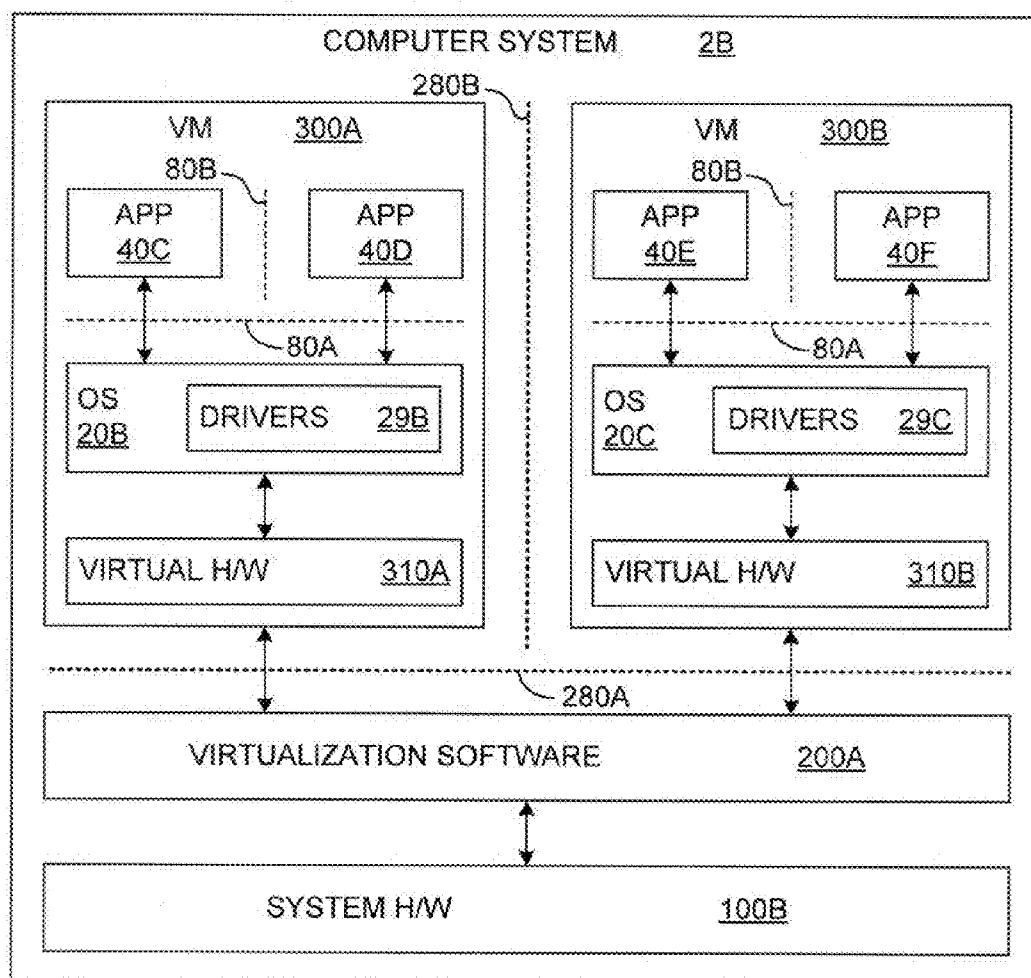 COMPUTER SYSTEM 2B
280B
VM 300A
80B
APP
40C
APP
40D
80A
OS
20B
DRIVERS 29B
VIRTUAL H/W 310A
VM 300B
80B
APP
40E
APP
40F
80A
OS
20C
DRIVERS 29C
VIRTUAL H/W 310B
280A
VIRTUALIZATION SOFTWARE 200A
SYSTEM H/W 100B